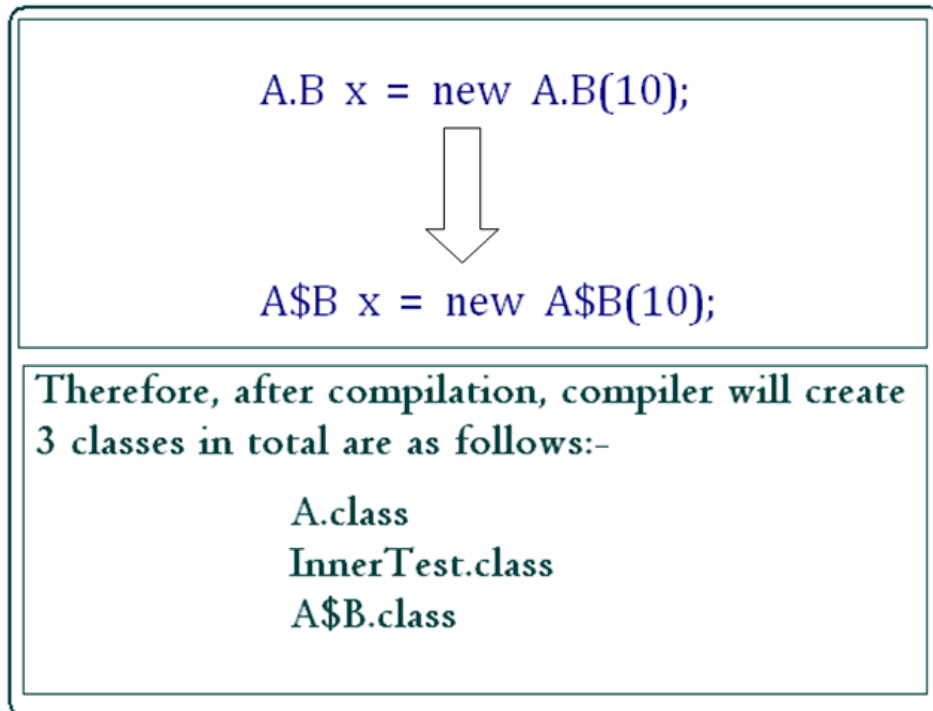 A.B x = new A.B(10);
A$B x = new A$B(10);
Therefore, after compilation, compiler will create
3 classes in total are as follows:-
A.class
InnerTest.class
A$B.class